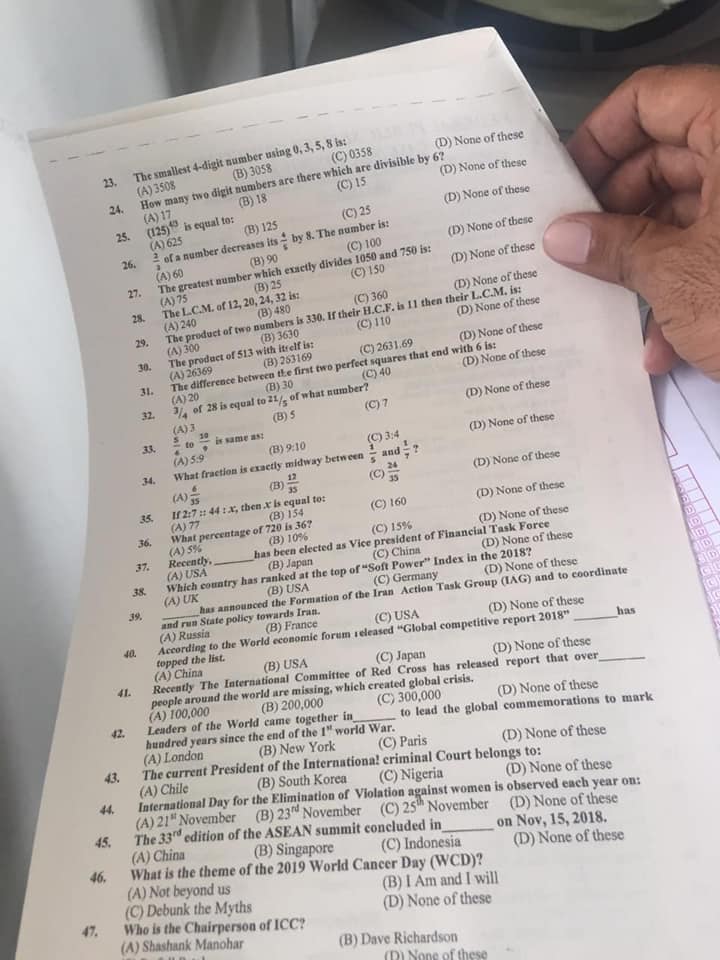 23. The smallest 4-digit number using 0, 3, 5, 8 is:
(A) 3508 (B) 3058 (C) 0358 (D) None of these
24. How many two digit numbers are there which are divisible by 6?
(A) 17 (B) 18 (C) 15 (D) None of these
25. (125)⁴⁰ is equal to:
(A) 625 (B) 125 (C) 25 (D) None of these
26. 2/3 of a number decreases its 4/5 by 8. The number is:
(A) 60 (B) 90 (C) 100 (D) None of these
27. The greatest number which exactly divides 1050 and 750 is:
(A) 75 (B) 25 (C) 150 (D) None of these
28. The L.C.M. of 12, 20, 24, 32 is:
(A) 240 (B) 480 (C) 360 (D) None of these
29. The product of two numbers is 330. If their H.C.F. is 11 then their L.C.M. is:
(A) 300 (B) 3630 (C) 110 (D) None of these
30. The product of 513 with itself is:
(A) 26369 (B) 263169 (C) 2631.69 (D) None of these
31. The difference between the first two perfect squares that end with 6 is:
(A) 20 (B) 30 (C) 40 (D) None of these
32. 3/4 of 28 is equal to 21/5 of what number?
(A) 3 (B) 5 (C) 7 (D) None of these
33. 5/6 to 10/9 is same as:
(A) 5:9 (B) 9:10 (C) 3:4 (D) None of these
34. What fraction is exactly midway between 1/5 and 1/7?
(A) 6/35 (B) 12/35 (C) 24/35 (D) None of these
35. If 2:7 :: 44 : x, then x is equal to:
(A) 77 (B) 154 (C) 160 (D) None of these
36. What percentage of 720 is 36?
(A) 5% (B) 10% (C) 15% (D) None of these
37. Recently, ______ has been elected as Vice president of Financial Task Force
(A) USA (B) Japan (C) China (D) None of these
38. Which country has ranked at the top of “Soft Power” Index in the 2018?
(A) UK (B) USA (C) Germany (D) None of these
39. ______has announced the Formation of the Iran Action Task Group (IAG) and to coordinate
and run State policy towards Iran.
(A) Russia (B) France (C) USA (D) None of these
40. According to the World economic forum released “Global competitive report 2018” ______ has
topped the list.
(A) China (B) USA (C) Japan (D) None of these
41. Recently The International Committee of Red Cross has released report that over______
people around the world are missing, which created global crisis.
(A) 100,000 (B) 200,000 (C) 300,000 (D) None of these
42. Leaders of the World came together in______ to lead the global commemorations to mark
hundred years since the end of the 1st world War.
(A) London (B) New York (C) Paris (D) None of these
43. The current President of the International criminal Court belongs to:
(A) Chile (B) South Korea (C) Nigeria (D) None of these
44. International Day for the Elimination of Violation against women is observed each year on:
(A) 21st November (B) 23rd November (C) 25th November (D) None of these
45. The 33rd edition of the ASEAN summit concluded in______ on Nov, 15, 2018.
(A) China (B) Singapore (C) Indonesia (D) None of these
46. What is the theme of the 2019 World Cancer Day (WCD)?
(A) Not beyond us (B) I Am and I will
(C) Debunk the Myths (D) None of these
47. Who is the Chairperson of ICC?
(A) Shashank Manohar (B) Dave Richardson
(D) None of these